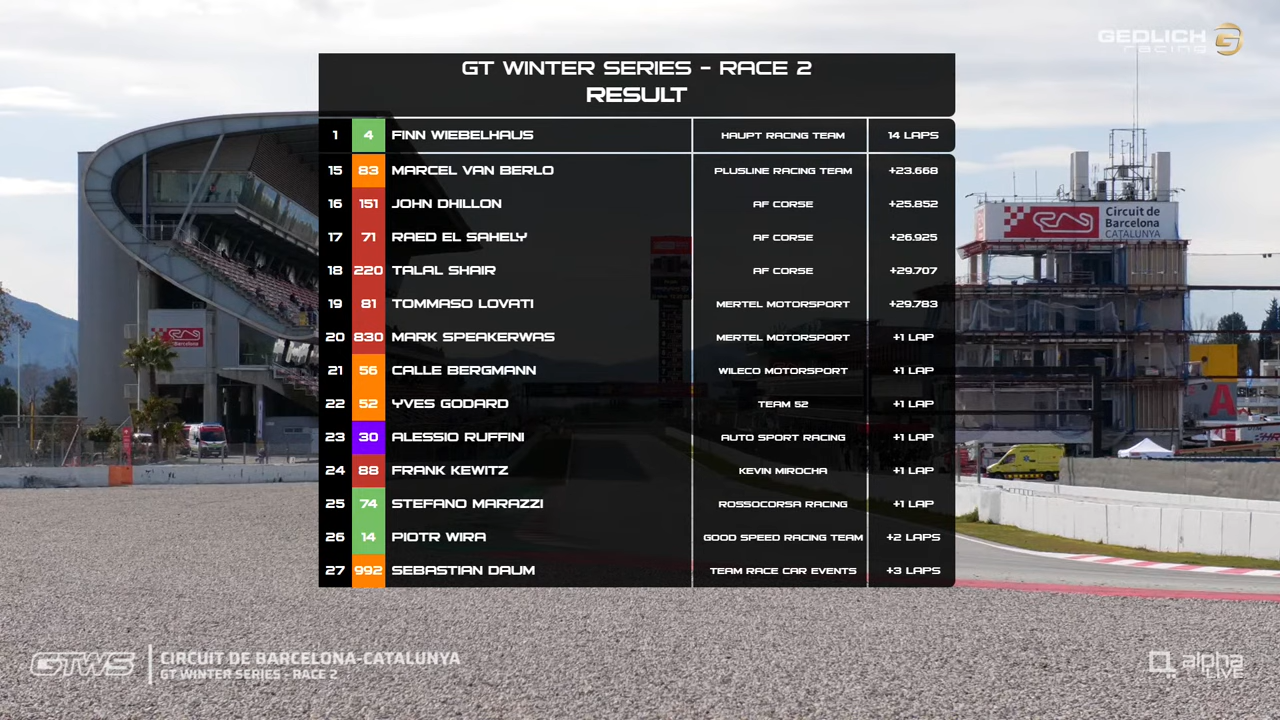 GEDLICH
racing
GT WINTER SERIES - RACE 2
RESULT
1 4 FINN WIEBELHAUS HAUPT RACING TEAM 14 LAPS
15 83 MARCEL VAN BERLO PLUSLINE RACING TEAM +23.668
16 151 JOHN DHILLON AF CORSE +25.852
17 71 RAED EL SAHELY AF CORSE +26.925
18 220 TALAL SHAIR AF CORSE +29.707
19 81 TOMMASO LOVATI MERTEL MOTORSPORT +29.783
20 830 MARK SPEAKERWAS MERTEL MOTORSPORT +1 LAP
21 56 CALLE BERGMANN WILECO MOTORSPORT +1 LAP
22 52 YVES GODARD TEAM 52 +1 LAP
23 30 ALESSIO RUFFINI AUTO SPORT RACING +1 LAP
24 88 FRANK KEWITZ KEVIN MIROCHA +1 LAP
25 74 STEFANO MARAZZI ROSSOCORSA RACING +1 LAP
26 14 PIOTR WIRA GOOD SPEED RACING TEAM +2 LAPS
27 992 SEBASTIAN DAUM TEAM RACE CAR EVENTS +3 LAPS
Circuit de
Barcelona
CATALUNYA
A
GTWS
CIRCUIT DE BARCELONA-CATALUNYA
GT WINTER SERIES - RACE 2
alpha
LIVE